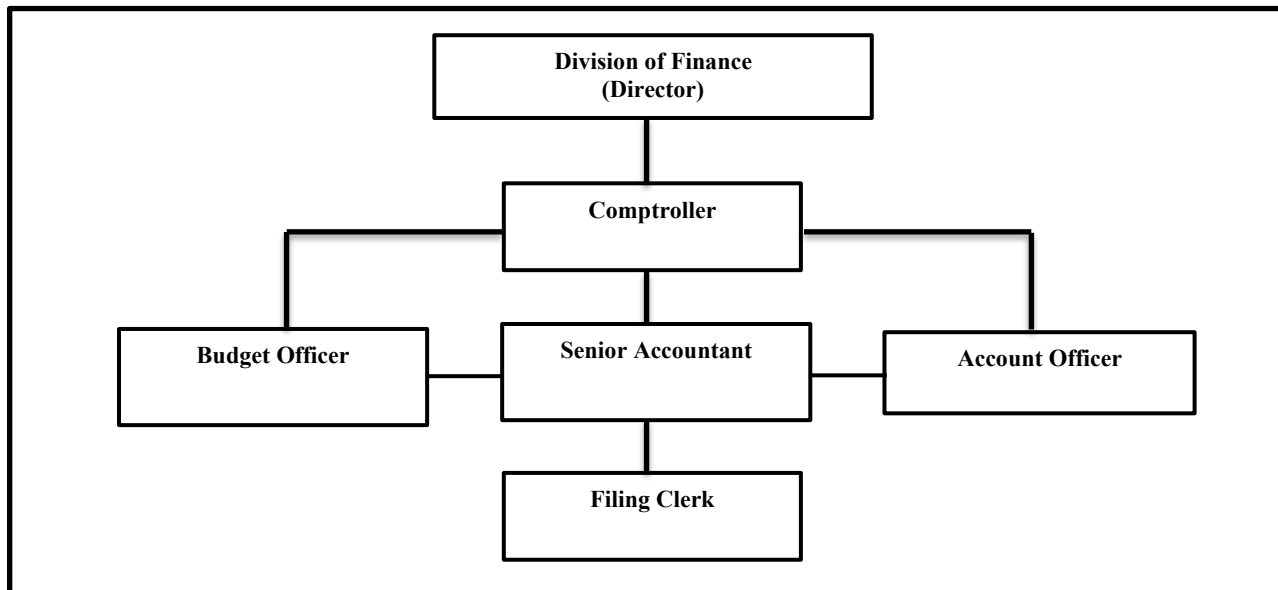 Division of Finance
(Director)
Comptroller
Budget Officer
Senior Accountant
Account Officer
Filing Clerk